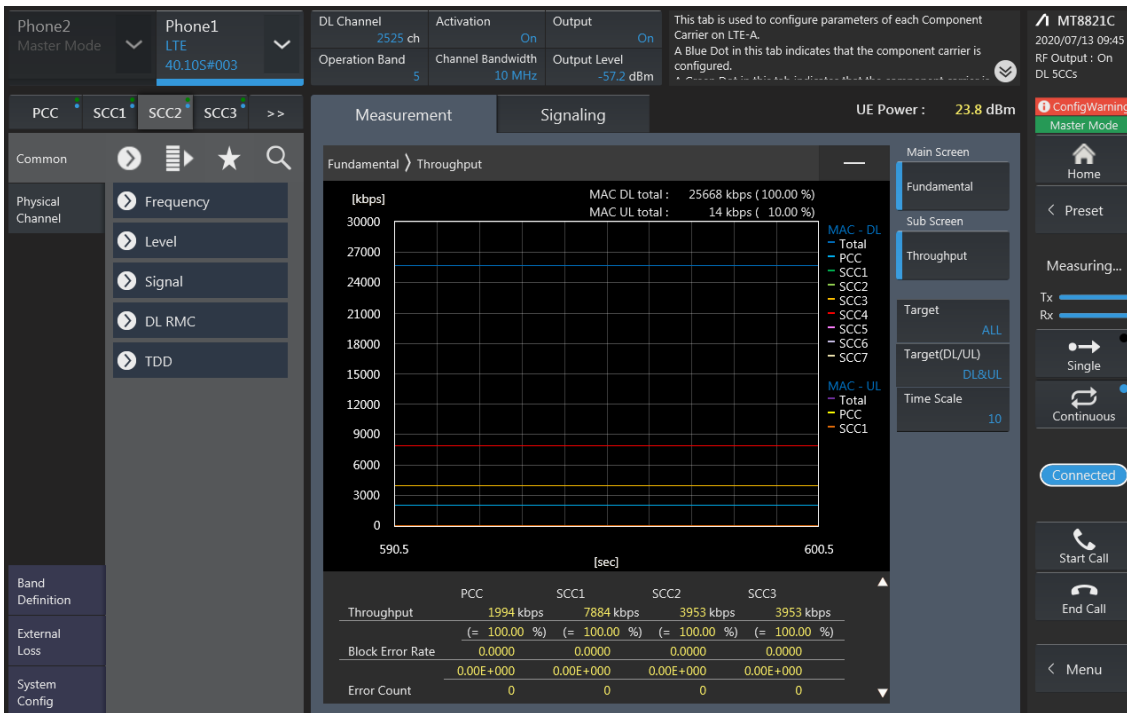 Phone2
Master Mode
Phone1
LTE
40.10S#003
DL Channel
2525 ch
Activation
On
Output
On
Operation Band
5
Channel Bandwidth
10 MHz
Output Level
-57.2 dBm
This tab is used to configure parameters of each Component
Carrier on LTE-A.
A Blue Dot in this tab indicates that the component carrier is
configured.
MT8821C
2020/07/13 09:45
RF Output : On
DL 5CCs
PCC SCC1 SCC2 SCC3 >>
Measurement
Signaling
UE Power : 23.8 dBm
ConfigWarning
Master Mode
Common
Physical
Channel
Frequency
Level
Signal
DL RMC
TDD
Fundamental ⟩ Throughput
[kbps]
MAC DL total : 25668 kbps ( 100.00 %)
MAC UL total : 14 kbps ( 10.00 %)
30000
27000
24000
21000
18000
15000
12000
9000
6000
3000
0
590.5
600.5
[sec]
MAC - DL
Total
PCC
SCC1
SCC2
SCC3
SCC4
SCC5
SCC6
SCC7
MAC - UL
Total
PCC
SCC1
Main Screen
Fundamental
Sub Screen
Throughput
Target
ALL
Target(DL/UL)
DL&UL
Time Scale
10
Home
< Preset
Measuring...
Tx
Rx
Single
Continuous
Connected
Start Call
End Call
< Menu
PCC SCC1 SCC2 SCC3
Throughput 1994 kbps 7884 kbps 3953 kbps 3953 kbps
(= 100.00 %) (= 100.00 %) (= 100.00 %) (= 100.00 %)
Block Error Rate 0.0000 0.0000 0.0000 0.0000
0.00E+000 0.00E+000 0.00E+000 0.00E+000
Error Count 0 0 0 0
Band
Definition
External
Loss
System
Config